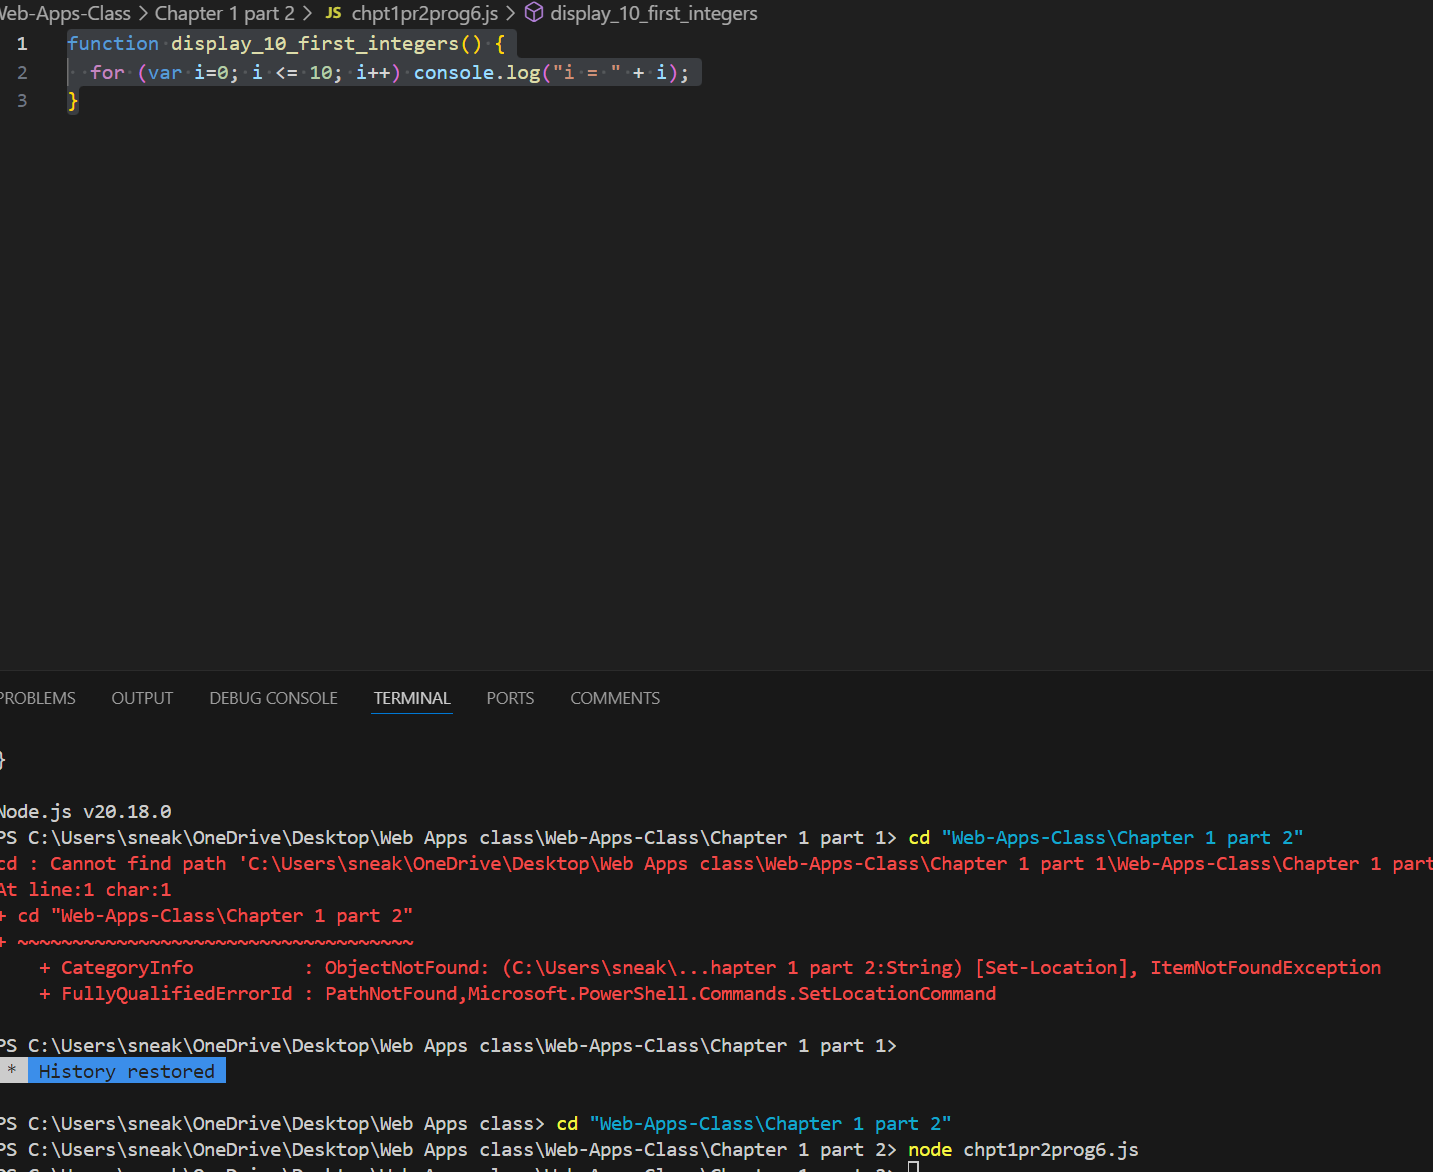 Web-Apps-Class > Chapter 1 part 2 > JS chpt1pr2prog6.js > display_10_first_integers
1 function display_10_first_integers() {
2   for (var i=0; i <= 10; i++) console.log("i = " + i);
3 }
PROBLEMS OUTPUT DEBUG CONSOLE TERMINAL PORTS COMMENTS
}
Node.js v20.18.0
PS C:\Users\sneak\OneDrive\Desktop\Web Apps class\Web-Apps-Class\Chapter 1 part 1> cd "Web-Apps-Class\Chapter 1 part 2"
cd : Cannot find path 'C:\Users\sneak\OneDrive\Desktop\Web Apps class\Web-Apps-Class\Chapter 1 part 1\Web-Apps-Class\Chapter 1 part
At line:1 char:1
+ cd "Web-Apps-Class\Chapter 1 part 2"
+ ~~~~~~~~~~~~~~~~~~~~~~~~~~~~~~~~~~~~
    + CategoryInfo          : ObjectNotFound: (C:\Users\sneak\...hapter 1 part 2:String) [Set-Location], ItemNotFoundException
    + FullyQualifiedErrorId : PathNotFound,Microsoft.PowerShell.Commands.SetLocationCommand
PS C:\Users\sneak\OneDrive\Desktop\Web Apps class\Web-Apps-Class\Chapter 1 part 1>
* History restored
PS C:\Users\sneak\OneDrive\Desktop\Web Apps class> cd "Web-Apps-Class\Chapter 1 part 2"
PS C:\Users\sneak\OneDrive\Desktop\Web Apps class\Web-Apps-Class\Chapter 1 part 2> node chpt1pr2prog6.js